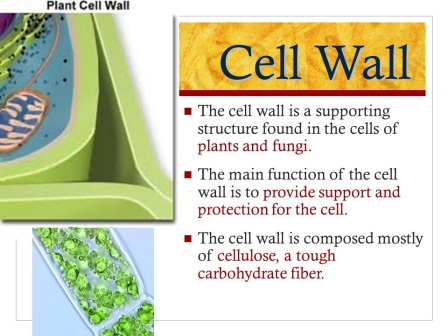 Plant Cell Wall
Cell Wall
The cell wall is a supporting
structure found in the cells of
plants and fungi.
The main function of the cell
wall is to provide support and
protection for the cell.
The cell wall is composed mostly
of cellulose, a tough
carbohydrate fiber.